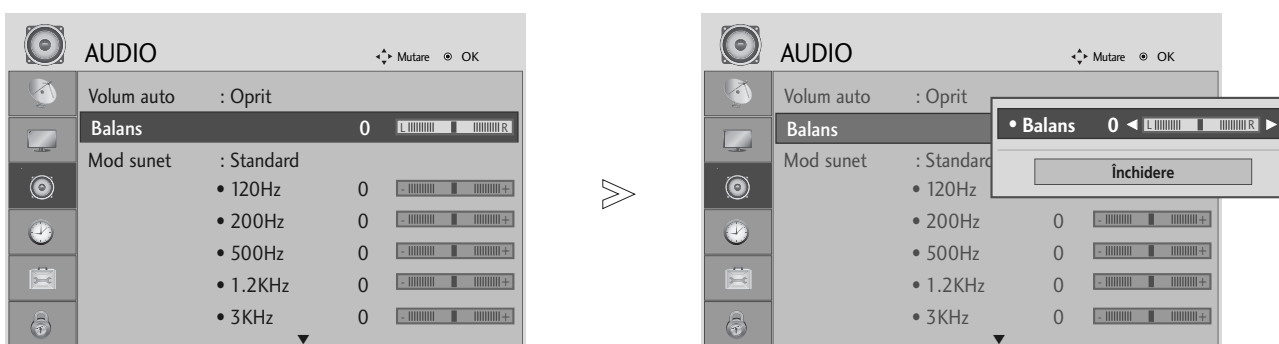 AUDIO
Mutare OK
Volum auto : Oprit
Balans 0 L R
Mod sunet : Standard
• 120Hz 0 - +
• 200Hz 0 - +
• 500Hz 0 - +
• 1.2KHz 0 - +
• 3KHz 0 - +
AUDIO
Mutare OK
Volum auto : Oprit
Balans
• Balans 0 L R
Închidere
Mod sunet : Standard
• 120Hz
• 200Hz 0 - +
• 500Hz 0 - +
• 1.2KHz 0 - +
• 3KHz 0 - +